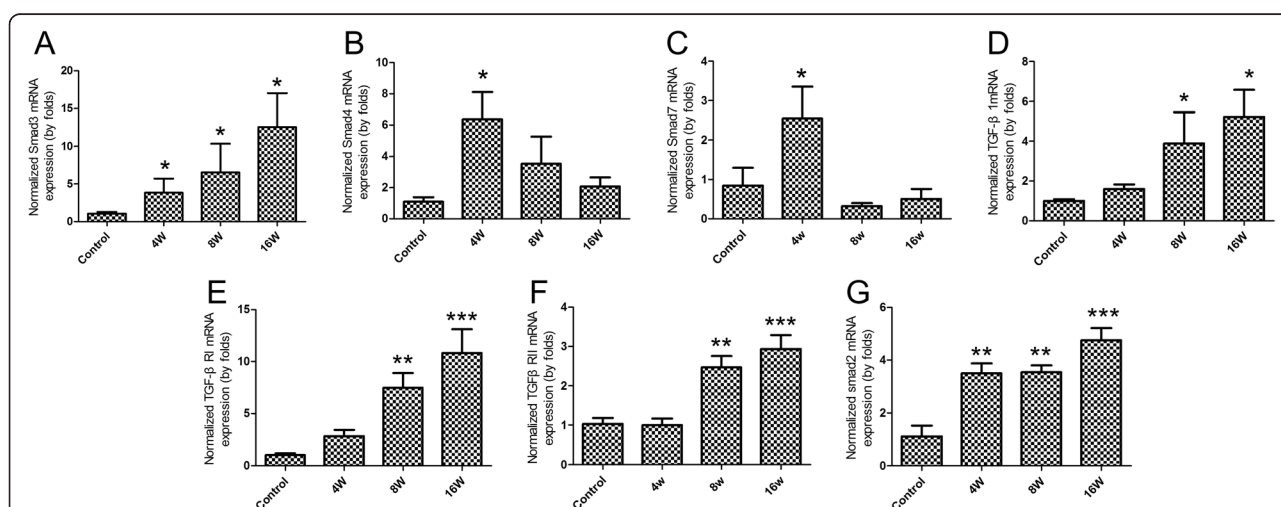 A
Normalized Smad3 mRNA
expression (by folds)
20
15
10
5
0
*
*
*
Control
4W
8W
16W
B
Normalized Smad4 mRNA
expression (by folds)
10
8
6
4
2
0
*
Control
4W
8W
16W
C
Normalized Smad7 mRNA
expression (by folds)
4
3
2
1
0
*
Control
4w
8w
16w
D
Normalized TGF-β 1mRNA
expression (by folds)
8
6
4
2
0
*
*
Control
4W
8W
16W
E
Normalized TGF-β RI mRNA
expression (by folds)
15
10
5
0
**
***
Control
4W
8W
16W
F
Normalized TGFβ RII mRNA
expression (by folds)
4
3
2
1
0
**
***
Control
4w
8w
16w
G
Normalized smad2 mRNA
expression (by folds)
6
4
2
0
**
**
***
Control
4W
8W
16W